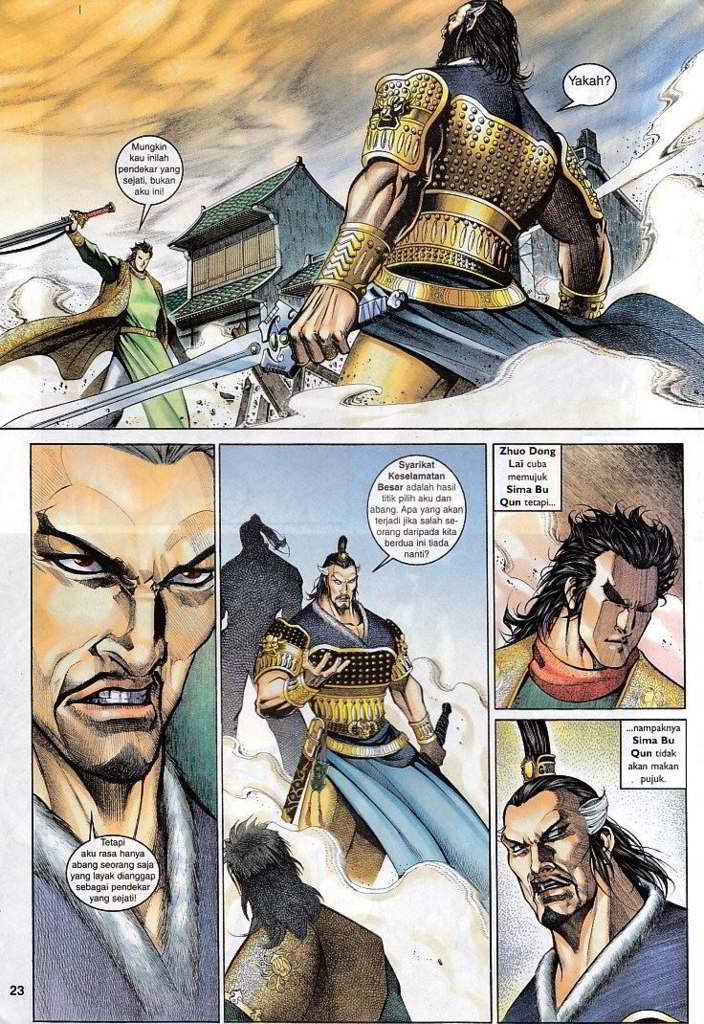 Yakah?
Mungkin
kau inilah
pendekar yang
sejati, bukan
aku ini!
Tetapi
aku rasa hanya
abang seorang saja
yang layak dianggap
sebagai pendekar
yang sejati!
Syarikat
Keselamatan
Besar adalah hasil
titik pilih aku dan
abang. Apa yang akan
terjadi jika salah se-
orang daripada kita
berdua ini tiada
nanti?
Zhuo Dong
Lai cuba
memujuk
Sima Bu
Qun tetapi...
...nampaknya
Sima Bu
Qun tidak
akan makan
pujuk.
23